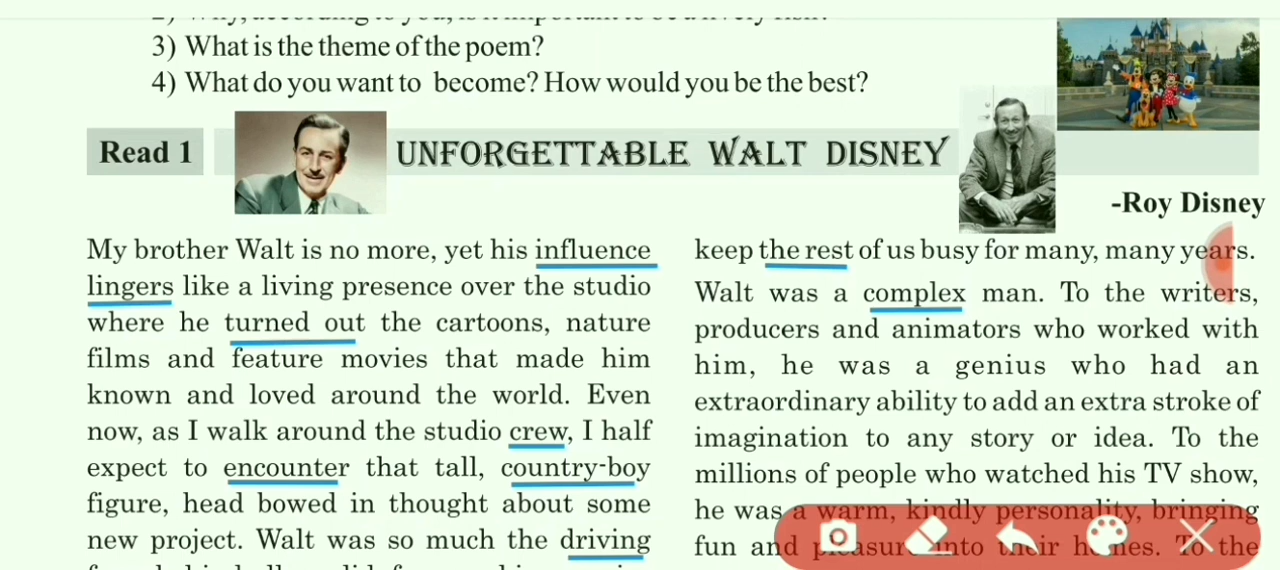 3) What is the theme of the poem?
4) What do you want to become? How would you be the best?
Read 1
UNFORGETTABLE WALT DISNEY
-Roy Disney
My brother Walt is no more, yet his influence
lingers like a living presence over the studio
where he turned out the cartoons, nature
films and feature movies that made him
known and loved around the world. Even
now, as I walk around the studio crew, I half
expect to encounter that tall, country-boy
figure, head bowed in thought about some
new project. Walt was so much the driving
keep the rest of us busy for many, many years.
Walt was a complex man. To the writers,
producers and animators who worked with
him, he was a genius who had an
extraordinary ability to add an extra stroke of
imagination to any story or idea. To the
millions of people who watched his TV show,
he was a warm, kindly personality, bringing
fun and pleasure into their homes. To the